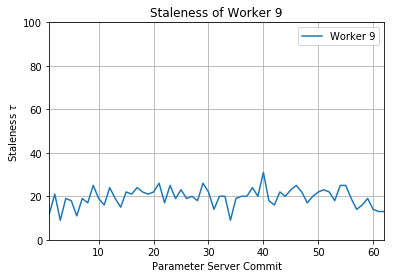 Staleness of Worker 9
Worker 9
Staleness τ
100
80
60
40
20
0
10 20 30 40 50 60
Parameter Server Commit